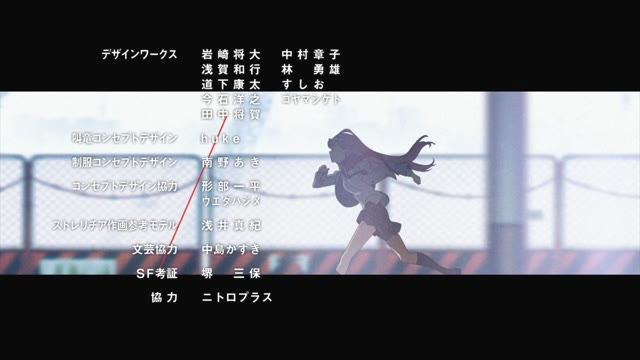 デザインワークス 岩崎将大 中村章子
浅賀和行 林 勇雄
道下康太 すしお
今石洋之 コヤマシゲト
田中将賀
叫竜コンセプトデザイン huke
制服コンセプトデザイン 南野あき
コンセプトデザイン協力 形部一平
ウエダハジメ
ストレリチア作画参考モデル 浅井真紀
文芸協力 中島かずき
SF考証 堺 三保
協力 ニトロプラス